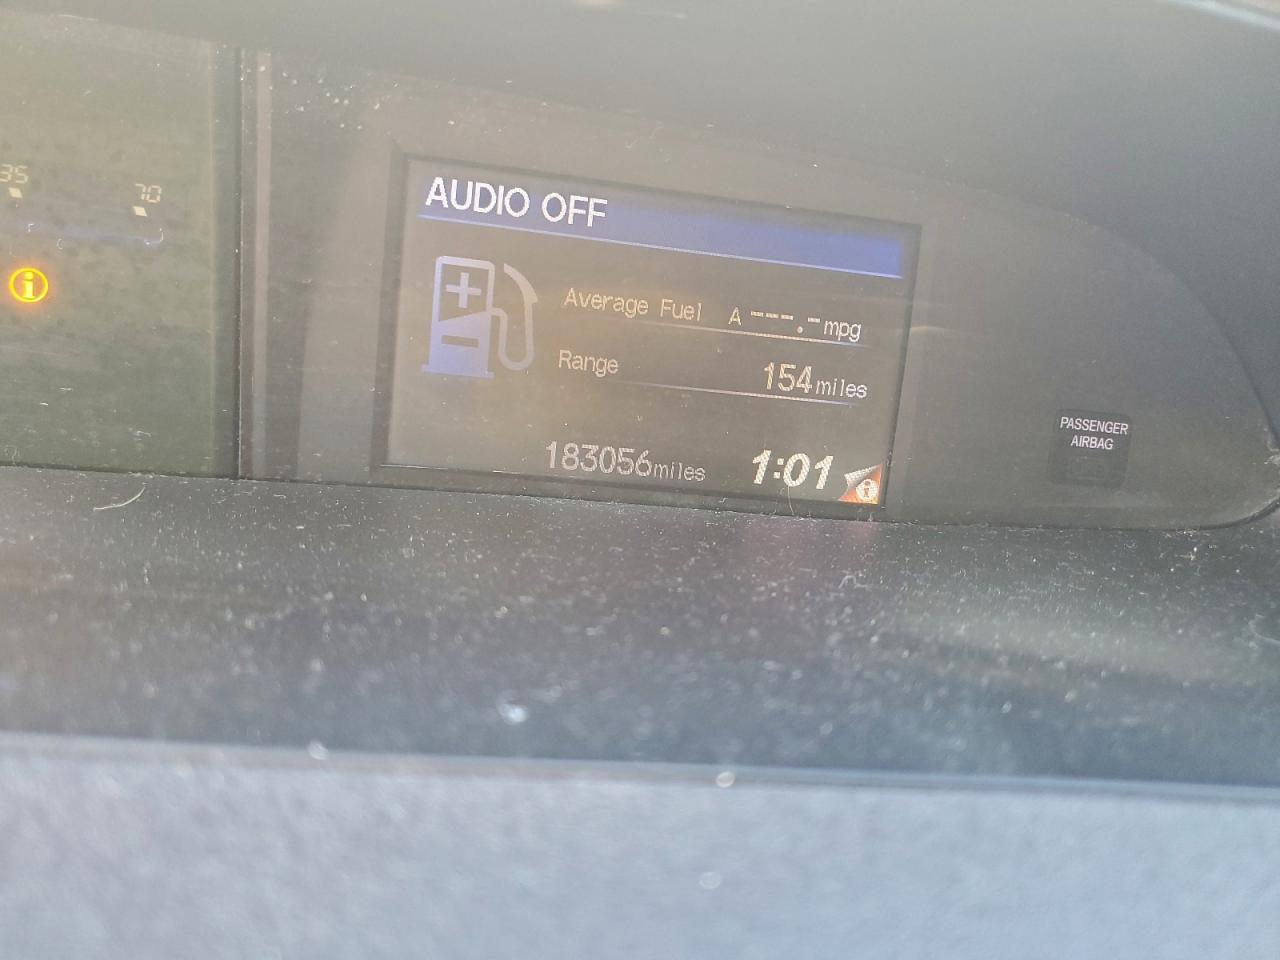 35 70
i
AUDIO OFF
Average Fuel A ---.- mpg
Range 154 miles
183056 miles 1:01
i
PASSENGER
AIRBAG